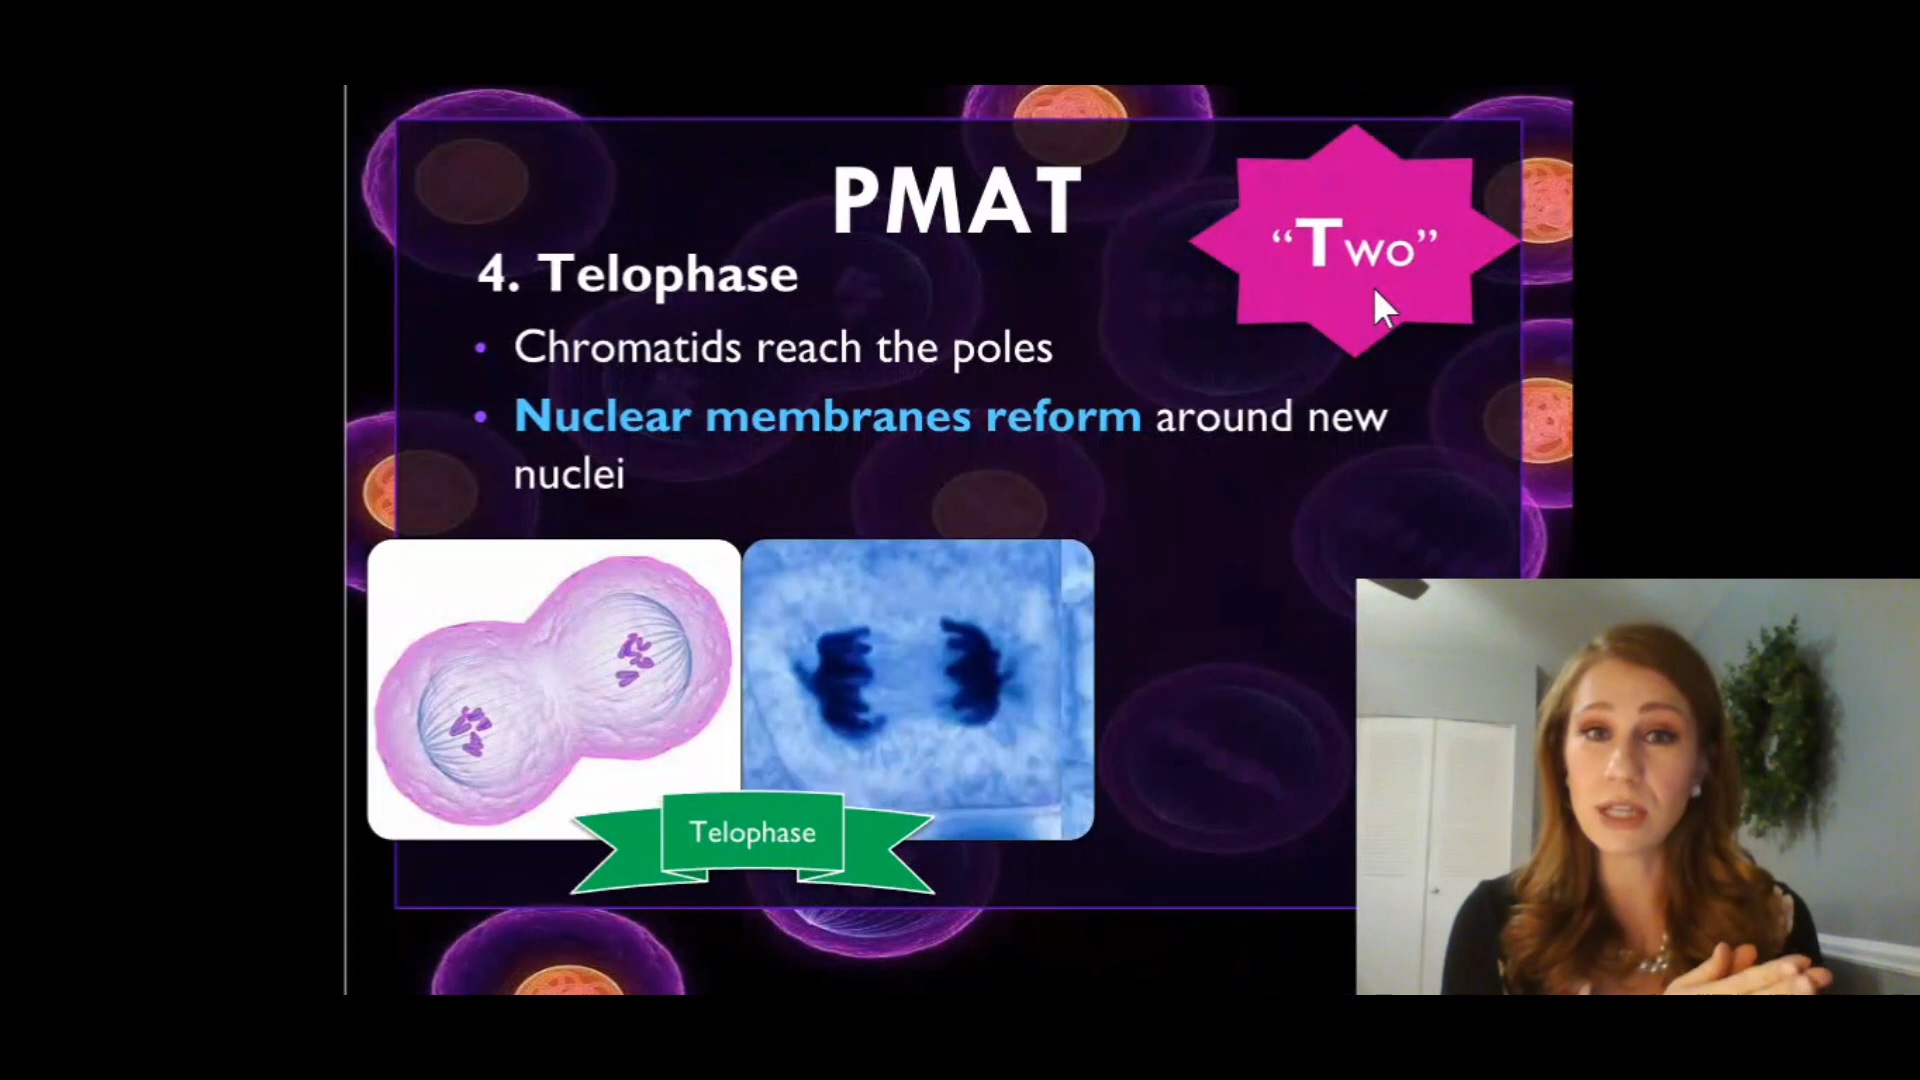 PMAT
"Two"
4. Telophase
• Chromatids reach the poles
• Nuclear membranes reform around new
nuclei
Telophase